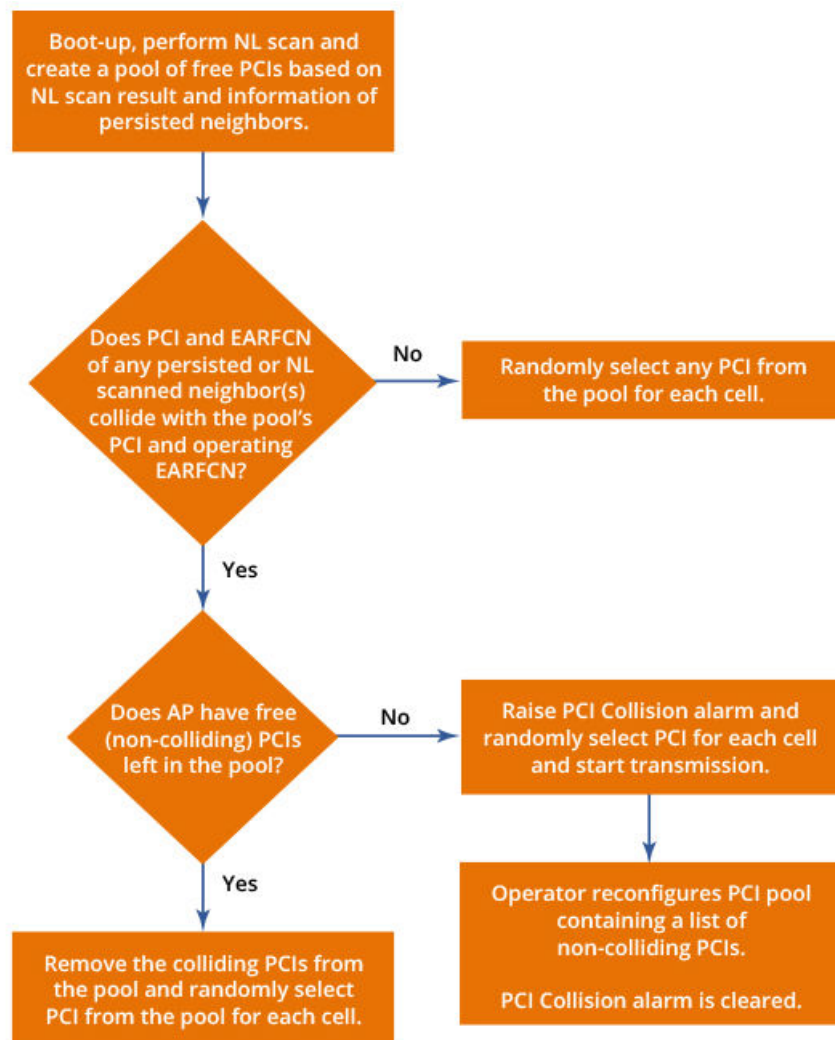 Boot-up, perform NL scan and
create a pool of free PCIs based on
NL scan result and information of
persisted neighbors.
Does PCI and EARFCN
of any persisted or NL
scanned neighbor(s)
collide with the pool's
PCI and operating
EARFCN?
No
Randomly select any PCI from
the pool for each cell.
Yes
Does AP have free
(non-colliding) PCIs
left in the pool?
No
Raise PCI Collision alarm and
randomly select PCI for each cell
and start transmission.
Yes
Operator reconfigures PCI pool
containing a list of
non-colliding PCIs.
PCI Collision alarm is cleared.
Remove the colliding PCIs from
the pool and randomly select
PCI from the pool for each cell.